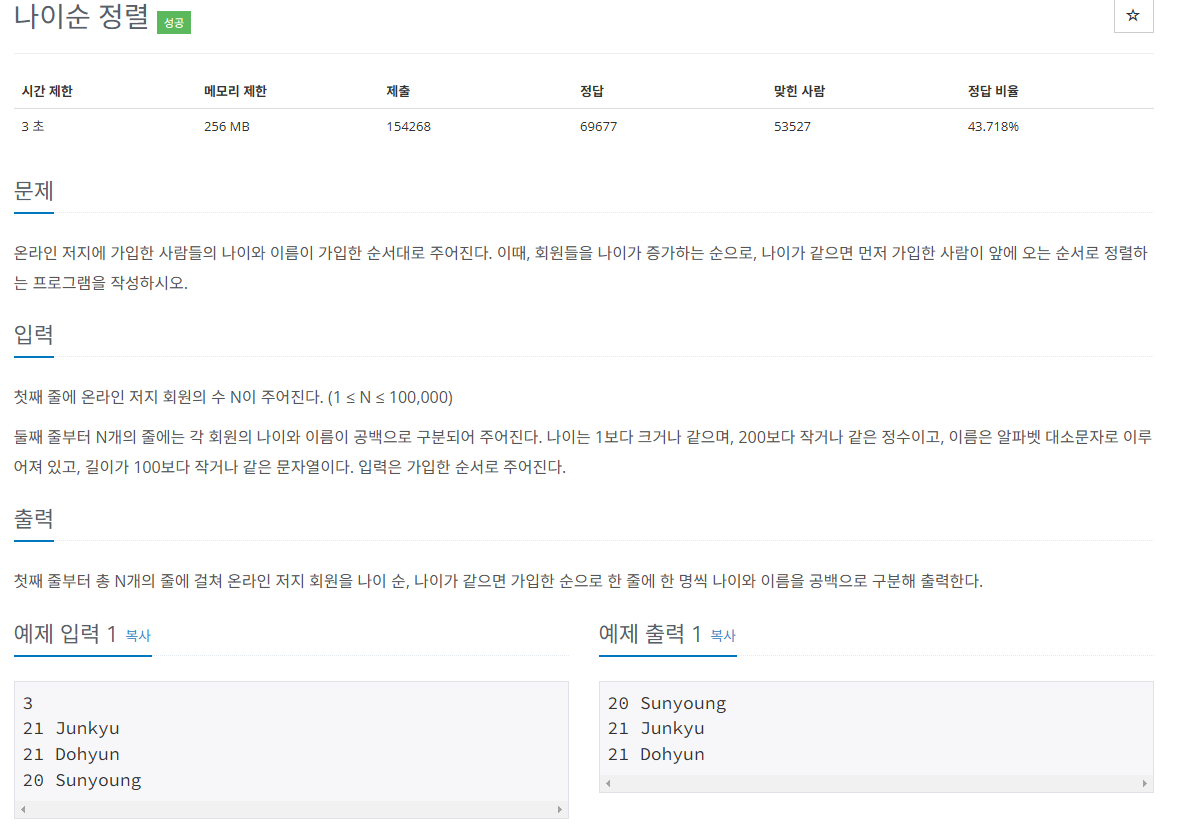 나이순 정렬 성공
☆
시간 제한 메모리 제한 제출 정답 맞힌 사람 정답 비율
3 초 256 MB 154268 69677 53527 43.718%
문제
온라인 저지에 가입한 사람들의 나이와 이름이 가입한 순서대로 주어진다. 이때, 회원들을 나이가 증가하는 순으로, 나이가 같으면 먼저 가입한 사람이 앞에 오는 순서로 정렬하
는 프로그램을 작성하시오.
입력
첫째 줄에 온라인 저지 회원의 수 N이 주어진다. (1 ≤ N ≤ 100,000)
둘째 줄부터 N개의 줄에는 각 회원의 나이와 이름이 공백으로 구분되어 주어진다. 나이는 1보다 크거나 같으며, 200보다 작거나 같은 정수이고, 이름은 알파벳 대소문자로 이루
어져 있고, 길이가 100보다 작거나 같은 문자열이다. 입력은 가입한 순서로 주어진다.
출력
첫째 줄부터 총 N개의 줄에 걸쳐 온라인 저지 회원을 나이 순, 나이가 같으면 가입한 순으로 한 줄에 한 명씩 나이와 이름을 공백으로 구분해 출력한다.
예제 입력 1 복사
3
21 Junkyu
21 Dohyun
20 Sunyoung
예제 출력 1 복사
20 Sunyoung
21 Junkyu
21 Dohyun